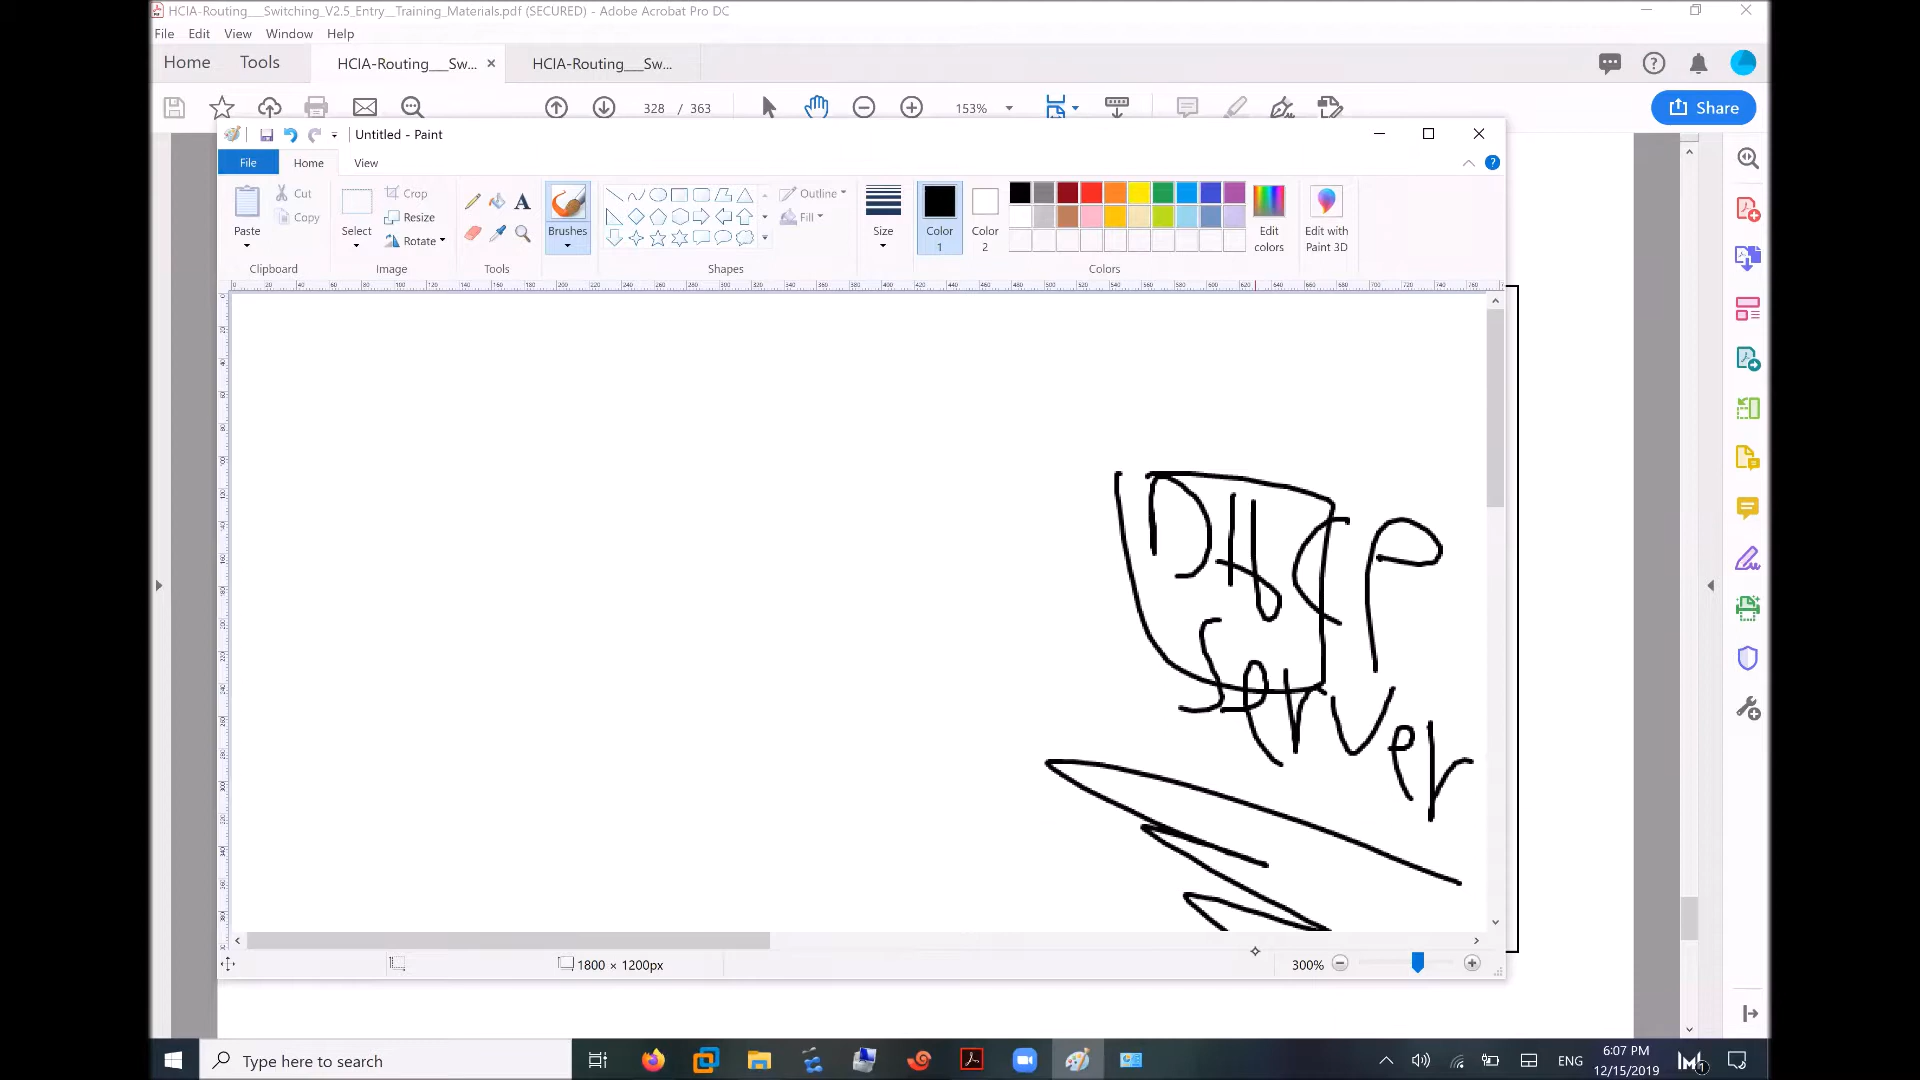 HCIA-Routing___Switching_V2.5_Entry__Training_Materials.pdf (SECURED) - Adobe Acrobat Pro DC
File Edit View Window Help
Home Tools HCIA-Routing___Sw... × HCIA-Routing___Sw...
328 / 363 153% Share
Untitled - Paint
File Home View
Paste Cut Copy Select Crop Resize Rotate A Brushes Outline Fill Size Color 1 Color 2 Edit colors Edit with Paint 3D
Clipboard Image Tools Shapes Colors
DHCP
Server
1800 × 1200px 300%
Type here to search ENG 6:07 PM
12/15/2019